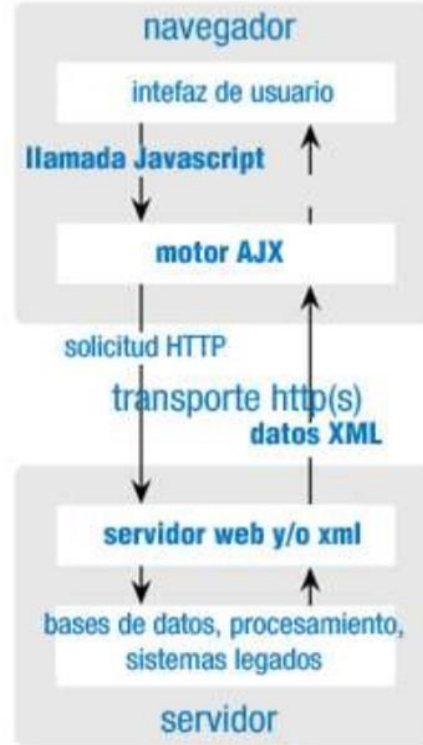 navegador
intefaz de usuario
llamada Javascript
motor AJX
solicitud HTTP
transporte http(s)
datos XML
servidor web y/o xml
bases de datos, procesamiento,
sistemas legados
servidor